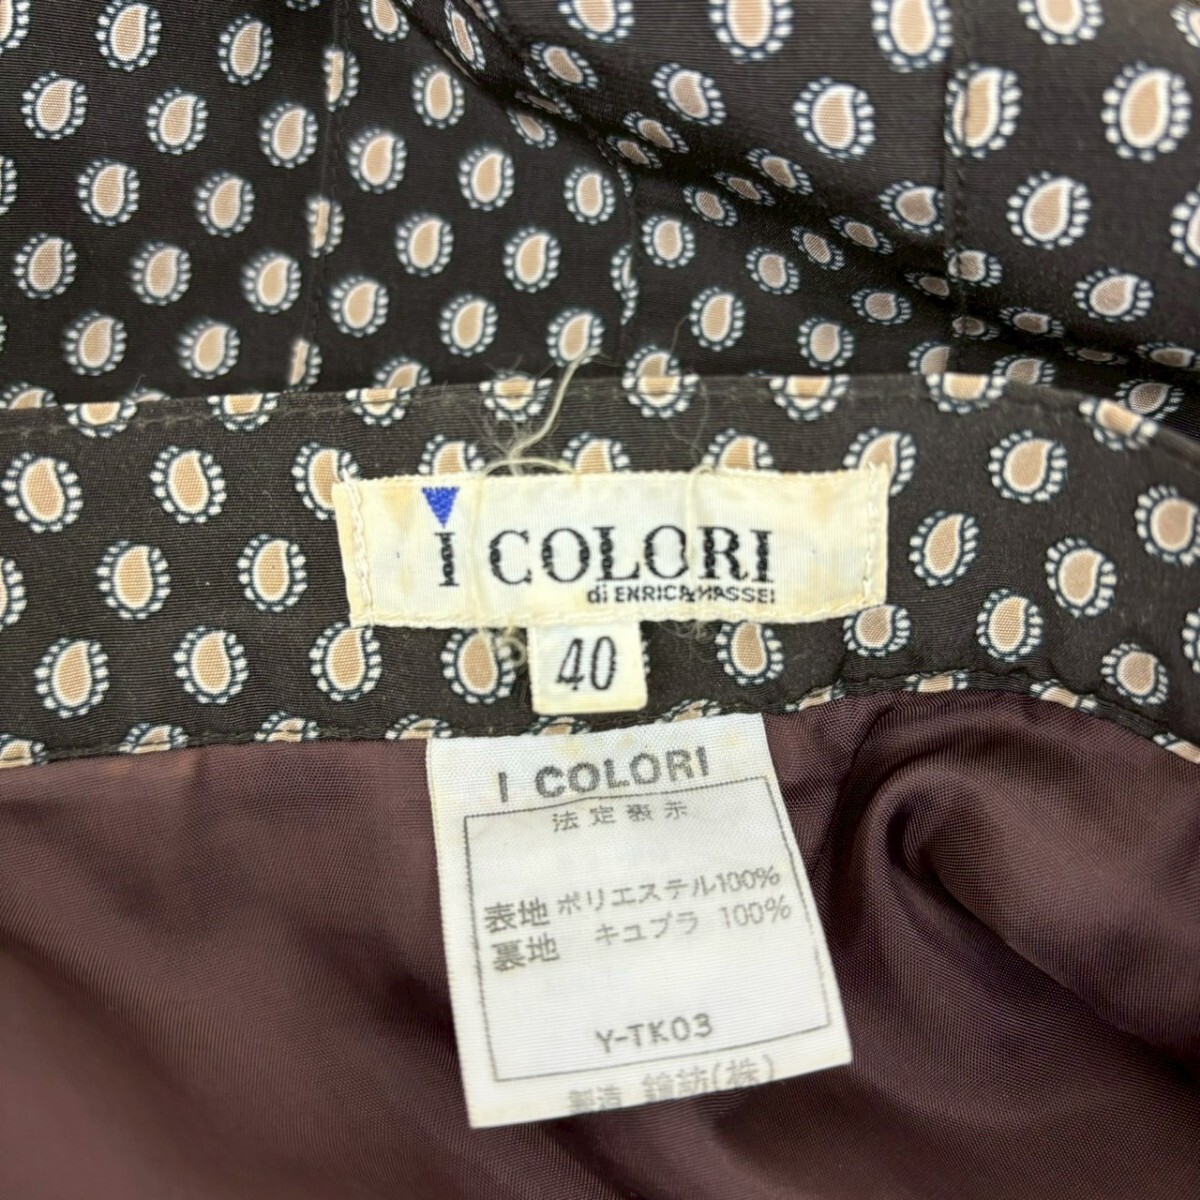 I COLORI
di ENRICA MASSEI
40
I COLORI
法定表示
表地 ポリエステル100%
裏地 キュプラ 100%
Y-TK03
製造 鐘紡(株)